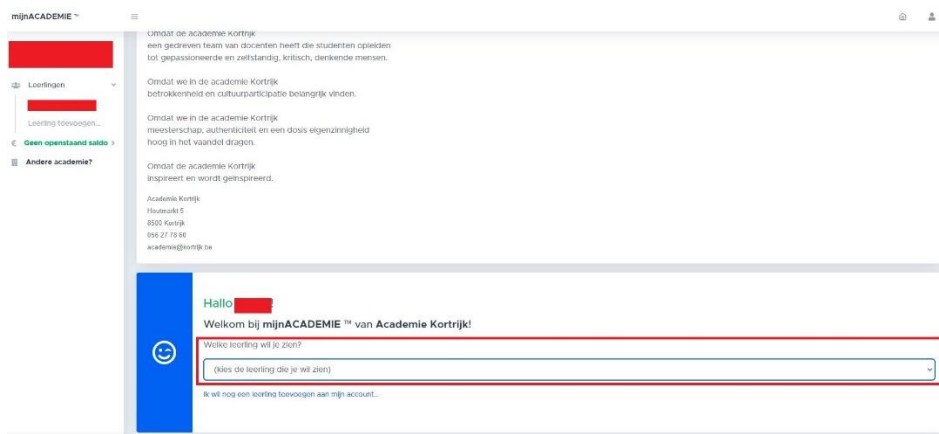 mijnACADEMIE ™
Leerlingen
Leerling toevoegen...
€ Geen openstaand saldo >
Andere academie?
Omdat de academie Kortrijk
een gedreven team van docenten heeft die studenten opleiden
tot gepassioneerde en zelfstandig, kritisch, denkende mensen.
Omdat we in de academie Kortrijk
betrokkenheid en cultuurparticipatie belangrijk vinden.
Omdat we in de academie Kortrijk
meesterschap, authenticiteit en een dosis eigenzinnigheid
hoog in het vaandel dragen.
Omdat de academie Kortrijk
inspireert en wordt geïnspireerd.
Academie Kortrijk
Houtmarkt 5
8500 Kortrijk
056 27 78 60
academie@kortrijk.be
Hallo !
Welkom bij mijnACADEMIE ™ van Academie Kortrijk!
Welke leerling wil je zien?
(kies de leerling die je wil zien)
Ik wil nog een leerling toevoegen aan mijn account...